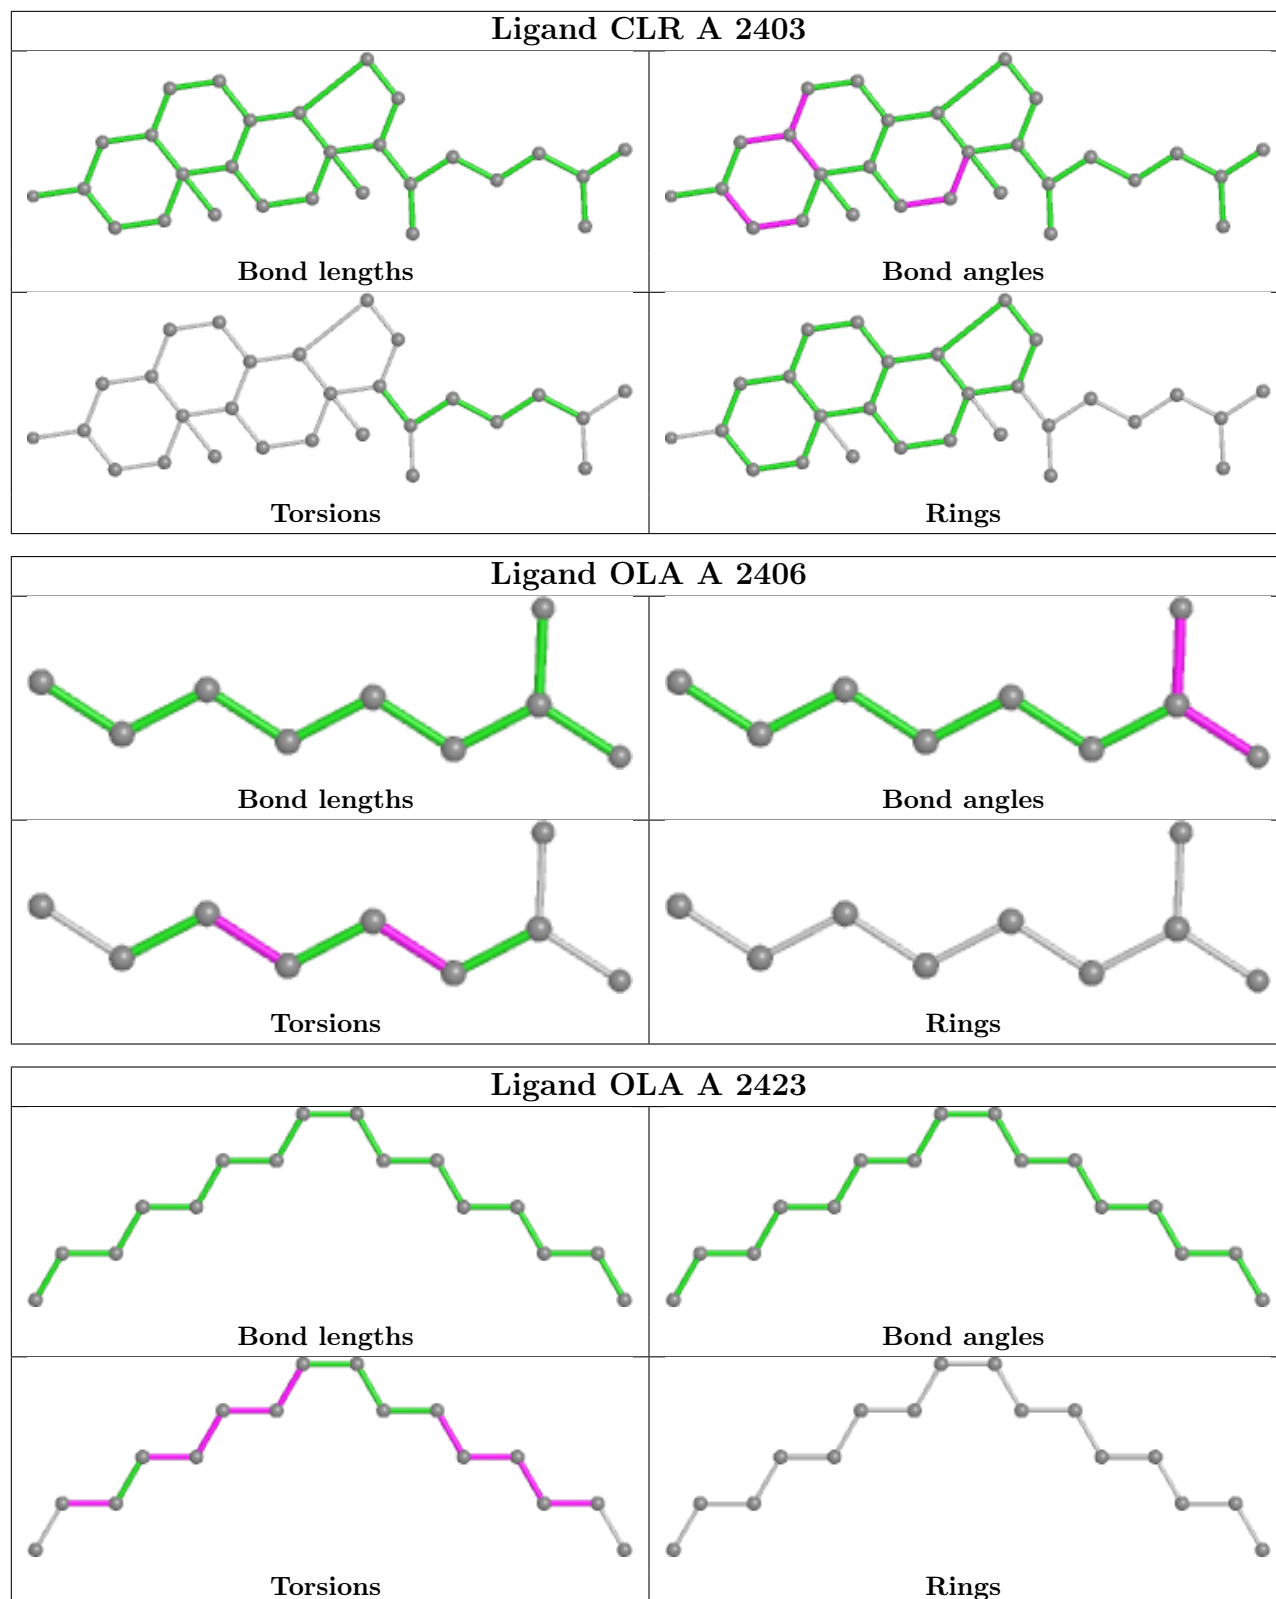 Ligand CLR A 2403
Bond lengths
Bond angles
Torsions
Rings
Ligand OLA A 2406
Bond lengths
Bond angles
Torsions
Rings
Ligand OLA A 2423
Bond lengths
Bond angles
Torsions
Rings